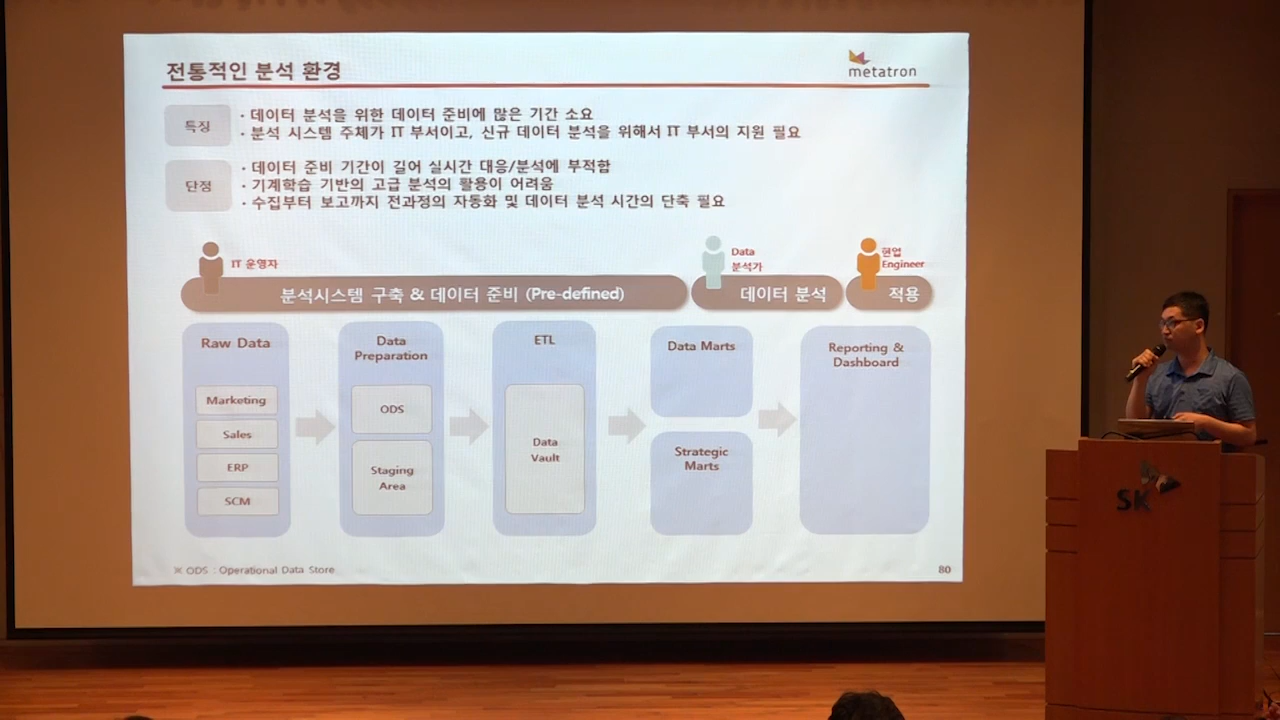 전통적인 분석 환경
metatron
특징
· 데이터 분석을 위한 데이터 준비에 많은 기간 소요
· 분석 시스템 주체가 IT 부서이고, 신규 데이터 분석을 위해서 IT 부서의 지원 필요
단점
· 데이터 준비 기간이 길어 실시간 대응/분석에 부적합
· 기계학습 기반의 고급 분석의 활용이 어려움
· 수집부터 보고까지 전과정의 자동화 및 데이터 분석 시간의 단축 필요
IT 운영자
Data
분석가
현업
Engineer
분석시스템 구축 & 데이터 준비 (Pre-defined)
데이터 분석
적용
Raw Data
Marketing
Sales
ERP
SCM
Data
Preparation
ODS
Staging
Area
ETL
Data
Vault
Data Marts
Strategic
Marts
Reporting &
Dashboard
※ ODS : Operational Data Store
80
SK